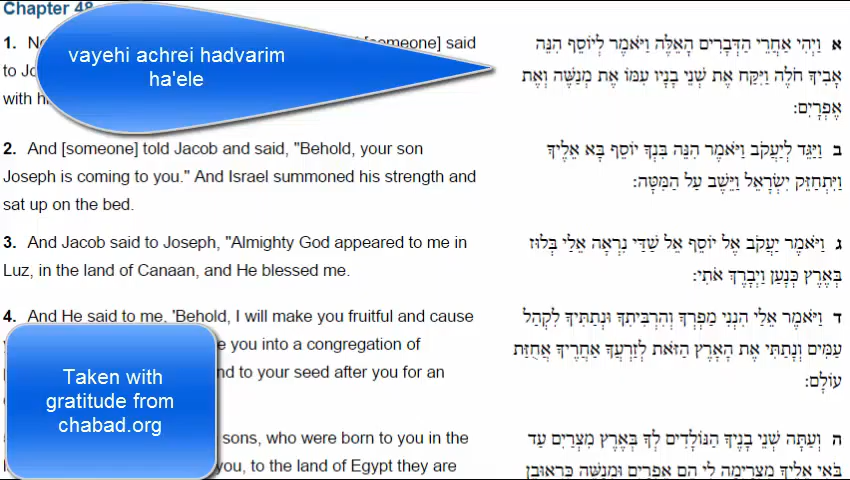 Chapter 48
vayehi achrei hadvarim
ha'ele
1. said
to
with
2. And [someone] told Jacob and said, "Behold, your son
Joseph is coming to you." And Israel summoned his strength and
sat up on the bed.
3. And Jacob said to Joseph, "Almighty God appeared to me in
Luz, in the land of Canaan, and He blessed me.
4. And He said to me, 'Behold, I will make you fruitful and cause
you into a congregation of
to your seed after you for an
sons, who were born to you in the
to the land of Egypt they are
Taken with
gratitude from
chabad.org
א וַיְהִי אַחֲרֵי הַדְּבָרִים הָאֵלֶּה וַיֹּאמֶר לְיוֹסֵף הִנֵּה
אָבִיךָ חֹלֶה וַיִּקַּח אֶת שְׁנֵי בָנָיו עִמּוֹ אֶת מְנַשֶּׁה וְאֶת
אֶפְרָיִם:
ב וַיַּגֵּד לְיַעֲקֹב וַיֹּאמֶר הִנֵּה בִּנְךָ יוֹסֵף בָּא אֵלֶיךָ
וַיִּתְחַזֵּק יִשְׂרָאֵל וַיֵּשֶׁב עַל הַמִּטָּה:
ג וַיֹּאמֶר יַעֲקֹב אֶל יוֹסֵף אֵל שַׁדַּי נִרְאָה אֵלַי בְּלוּז
בְּאֶרֶץ כְּנָעַן וַיְבָרֶךְ אֹתִי:
ד וַיֹּאמֶר אֵלַי הִנְנִי מַפְרְךָ וְהִרְבִּיתִךָ וּנְתַתִּיךָ לִקְהַל
עַמִּים וְנָתַתִּי אֶת הָאָרֶץ הַזֹּאת לְזַרְעֲךָ אַחֲרֶיךָ אֲחֻזַּת
עוֹלָם:
ה וְעַתָּה שְׁנֵי בָנֶיךָ הַנּוֹלָדִים לְךָ בְּאֶרֶץ מִצְרַיִם עַד
בֹּאִי אֵלֶיךָ מִצְרַיְמָה לִי הֵם אֶפְרַיִם וּמְנַשֶּׁה כִּרְאוּבֵן